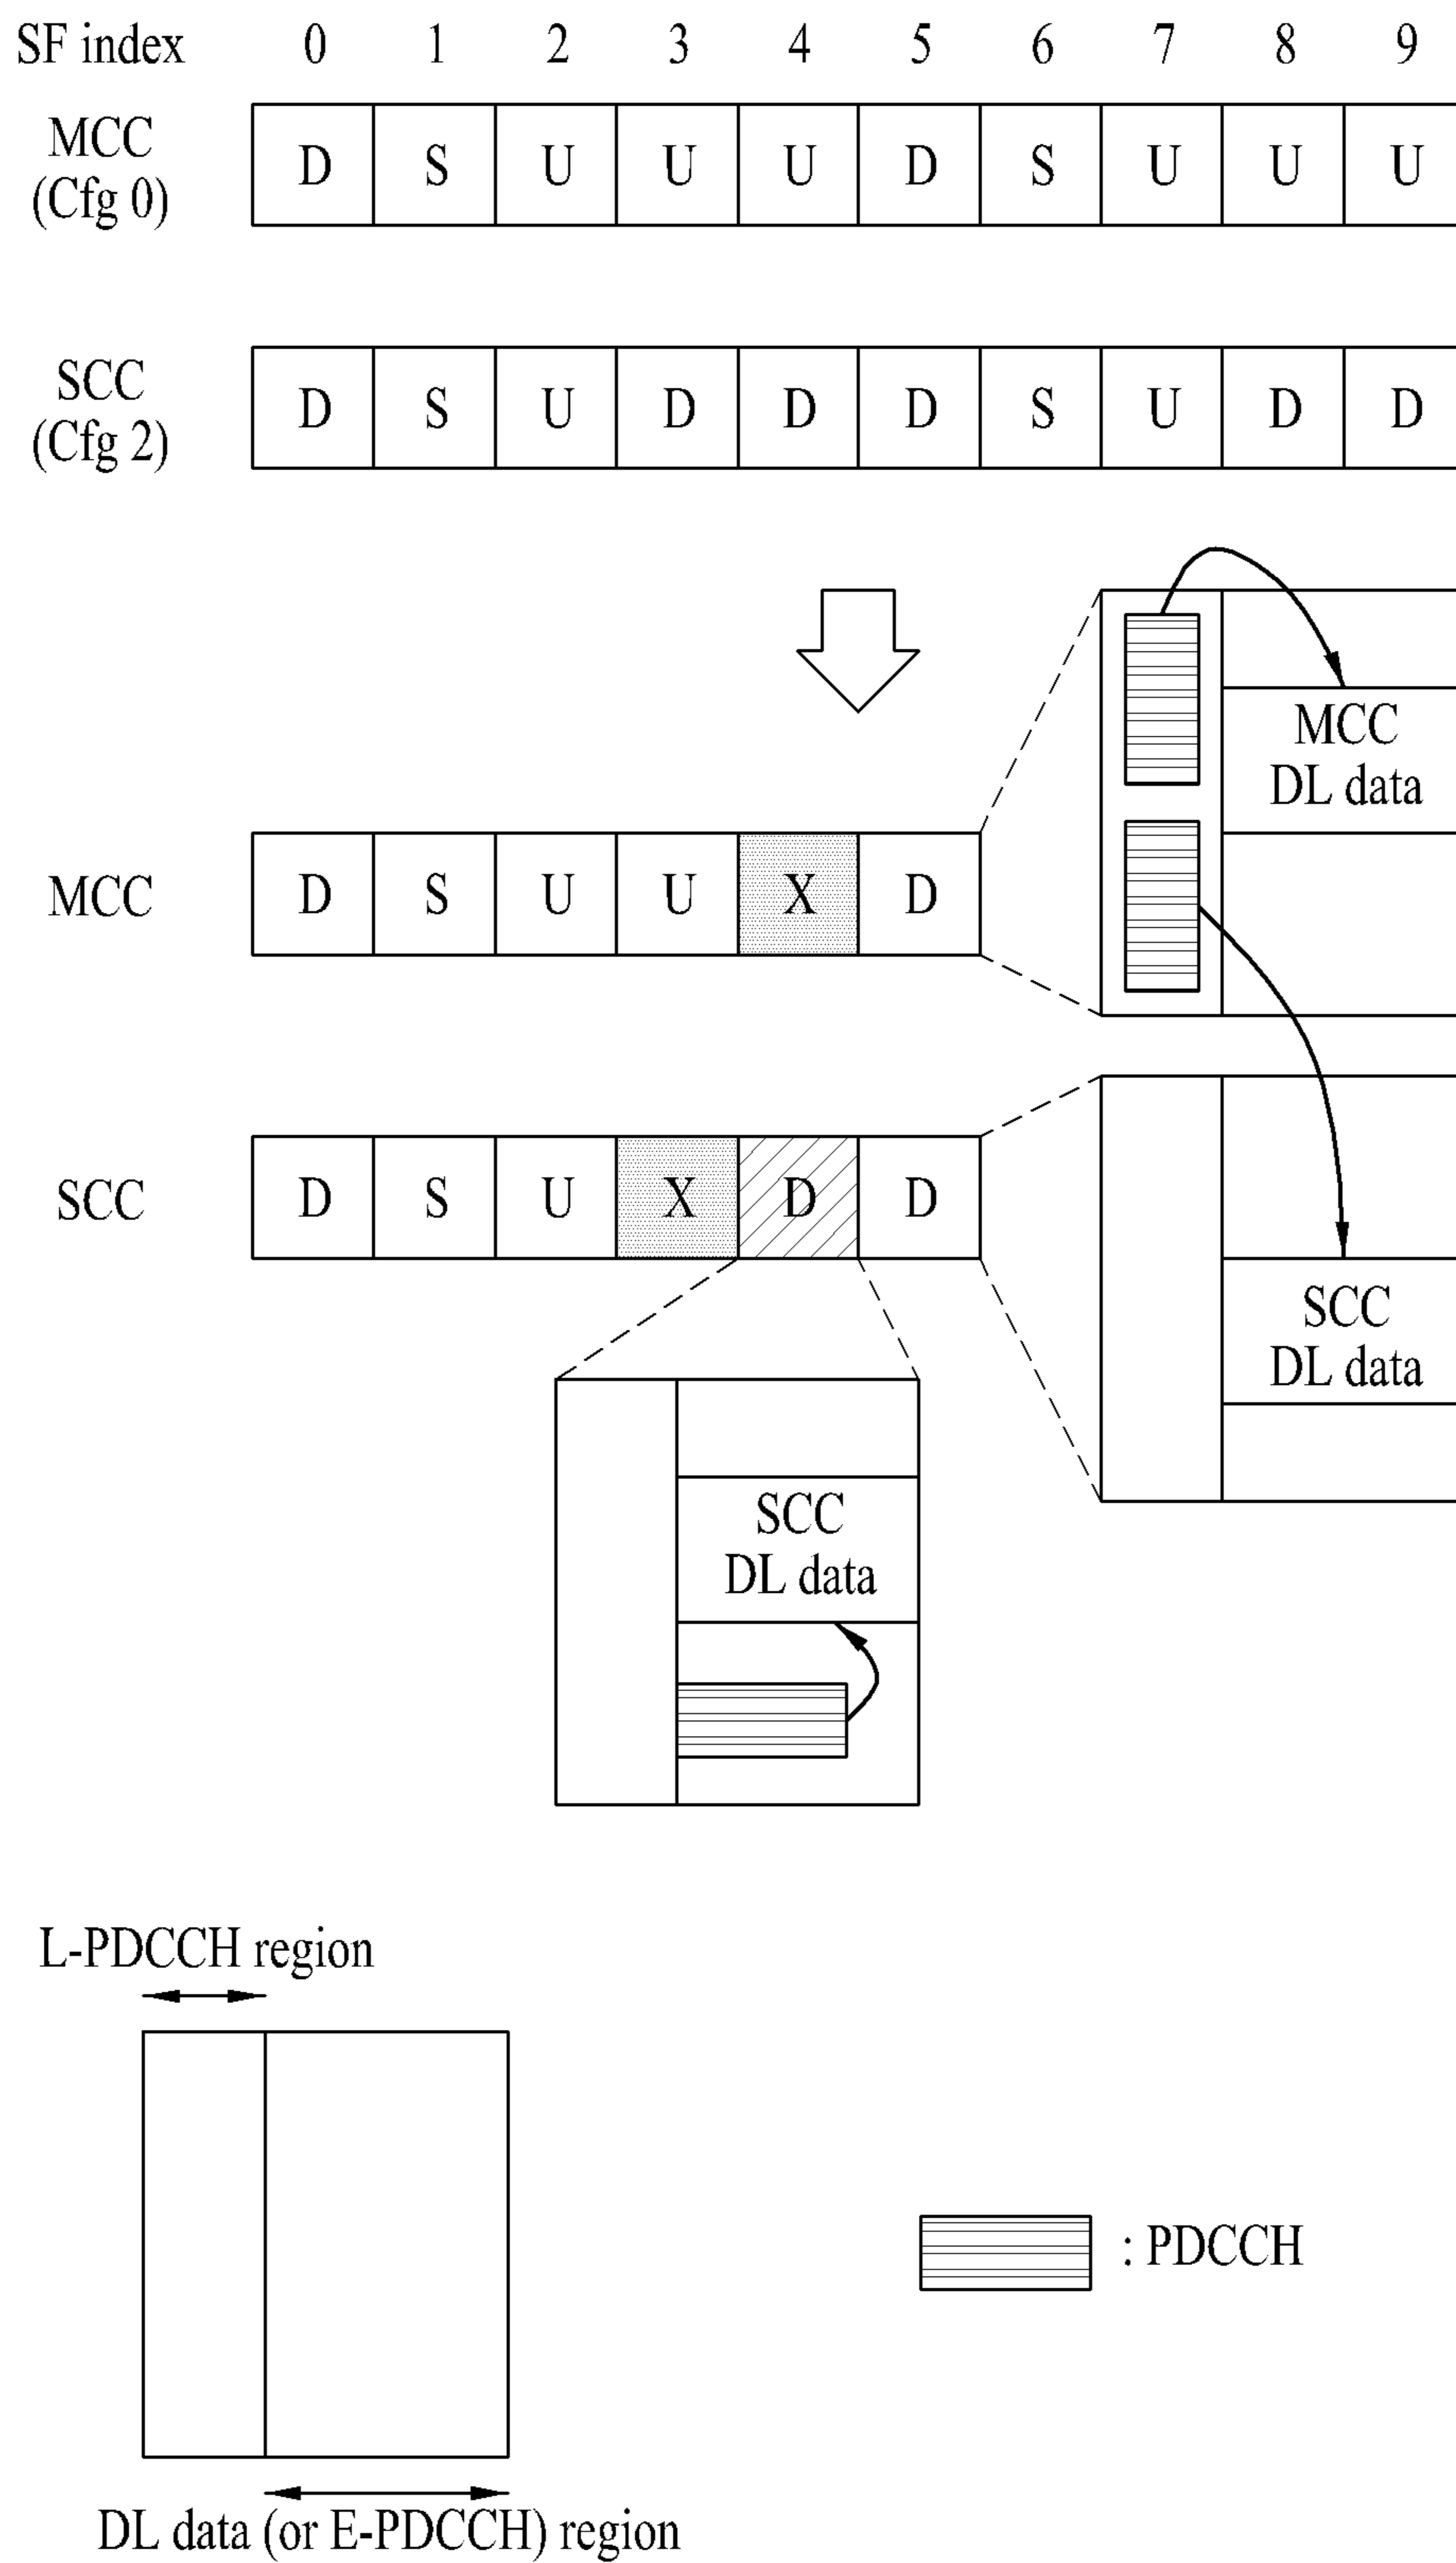 SF index 0 1 2 3 4 5 6 7 8 9
MCC
(Cfg 0)
D S U U U D S U U U
SCC
(Cfg 2)
D S U D D D S U D D
MCC
DL data
MCC D S U U X D
SCC D S U X D D
SCC
DL data
SCC
DL data
L-PDCCH region
: PDCCH
DL data (or E-PDCCH) region